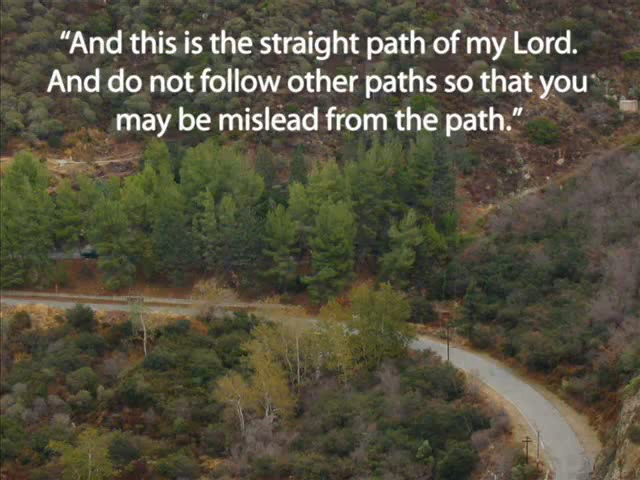 “And this is the straight path of my Lord.
And do not follow other paths so that you
may be mislead from the path.”